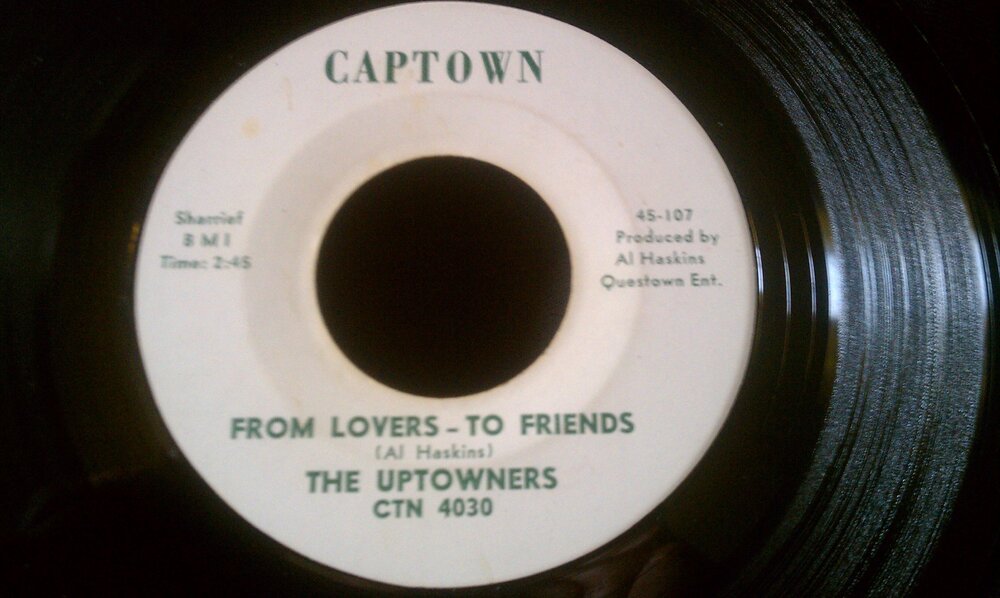 CAPTOWN
Sharrief
BMI
Time: 2:45
45-107
Produced by
Al Haskins
Questown Ent.
FROM LOVERS - TO FRIENDS
(Al Haskins)
THE UPTOWNERS
CTN 4030